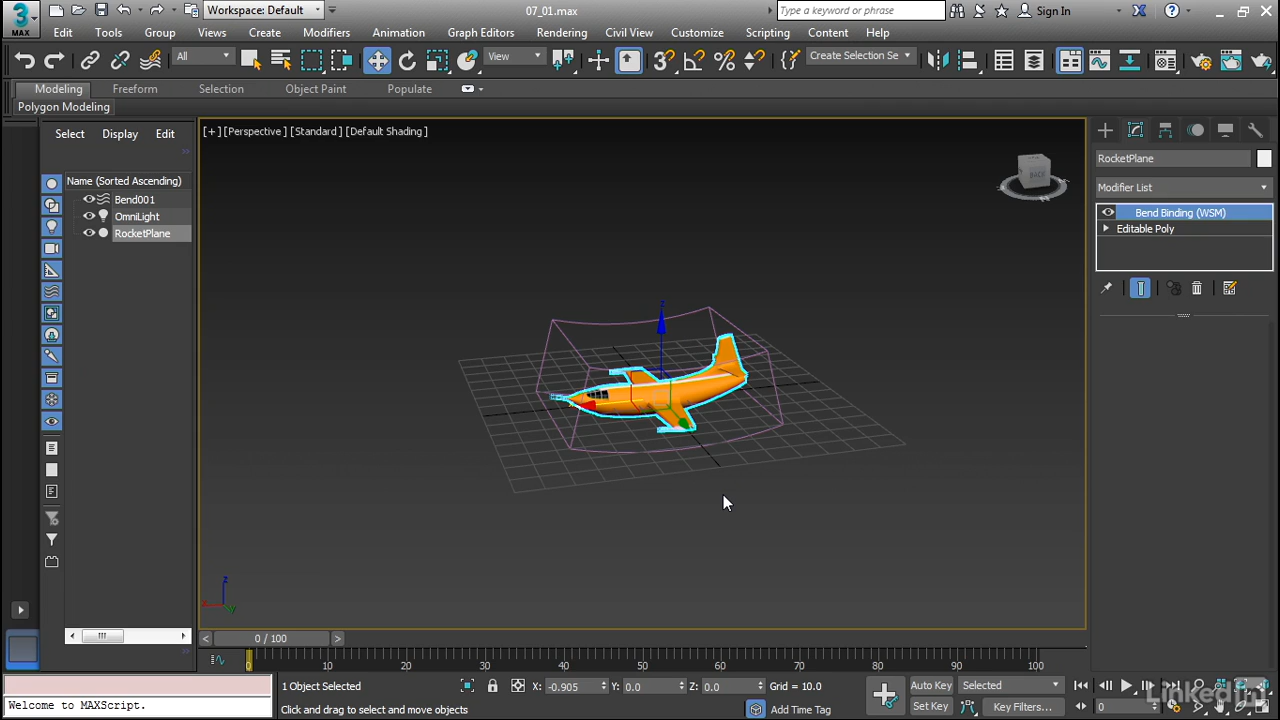 3
MAX
Workspace: Default
07_01.max
Type a keyword or phrase
Sign In
Edit Tools Group Views Create Modifiers Animation Graph Editors Rendering Civil View Customize Scripting Content Help
All
View
Create Selection Se
Modeling Freeform Selection Object Paint Populate
Polygon Modeling
Select Display Edit
[+] [Perspective] [Standard] [Default Shading]
BACK
RocketPlane
Name (Sorted Ascending)
Modifier List
Bend001
OmniLight
RocketPlane
Bend Binding (WSM)
Editable Poly
z
z
x
y
0 / 100
0 10 20 30 40 50 60 70 80 90 100
1 Object Selected
X: -0.905
Y: 0.0
Z: 0.0
Grid = 10.0
Auto Key
Selected
Welcome to MAXScript.
Click and drag to select and move objects
Add Time Tag
Set Key
Key Filters...
0
LinkedIn